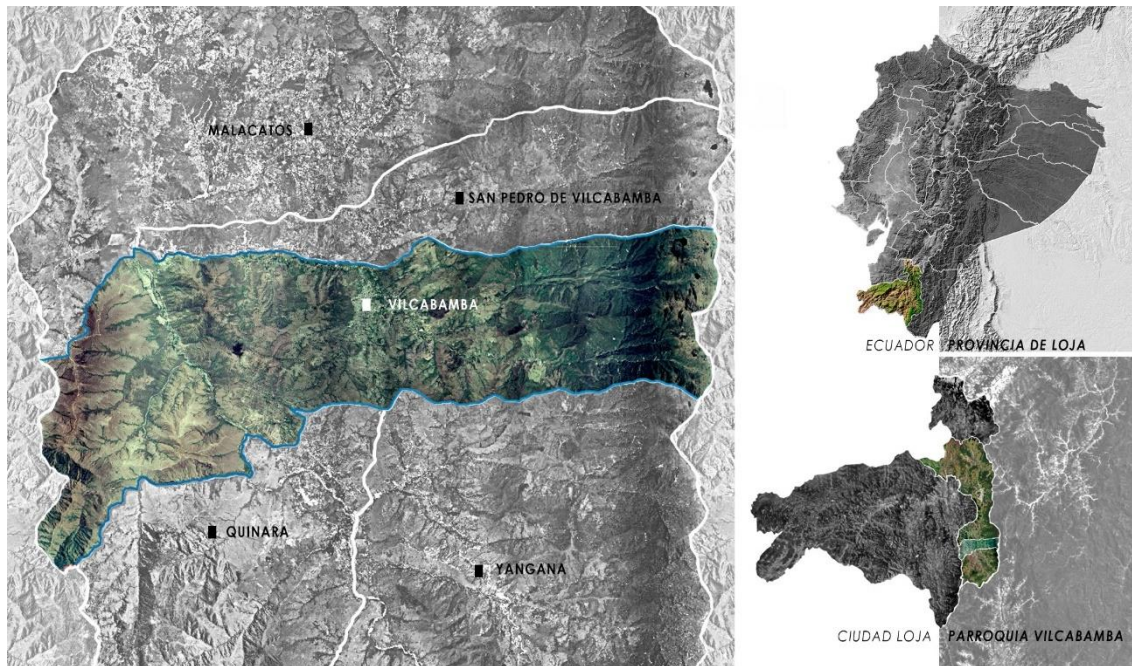 MALACATOS
SAN PEDRO DE VILCABAMBA
VILCABAMBA
QUINARA
YANGANA
ECUADOR PROVINCIA DE LOJA
CIUDAD LOJA PARROQUIA VILCABAMBA